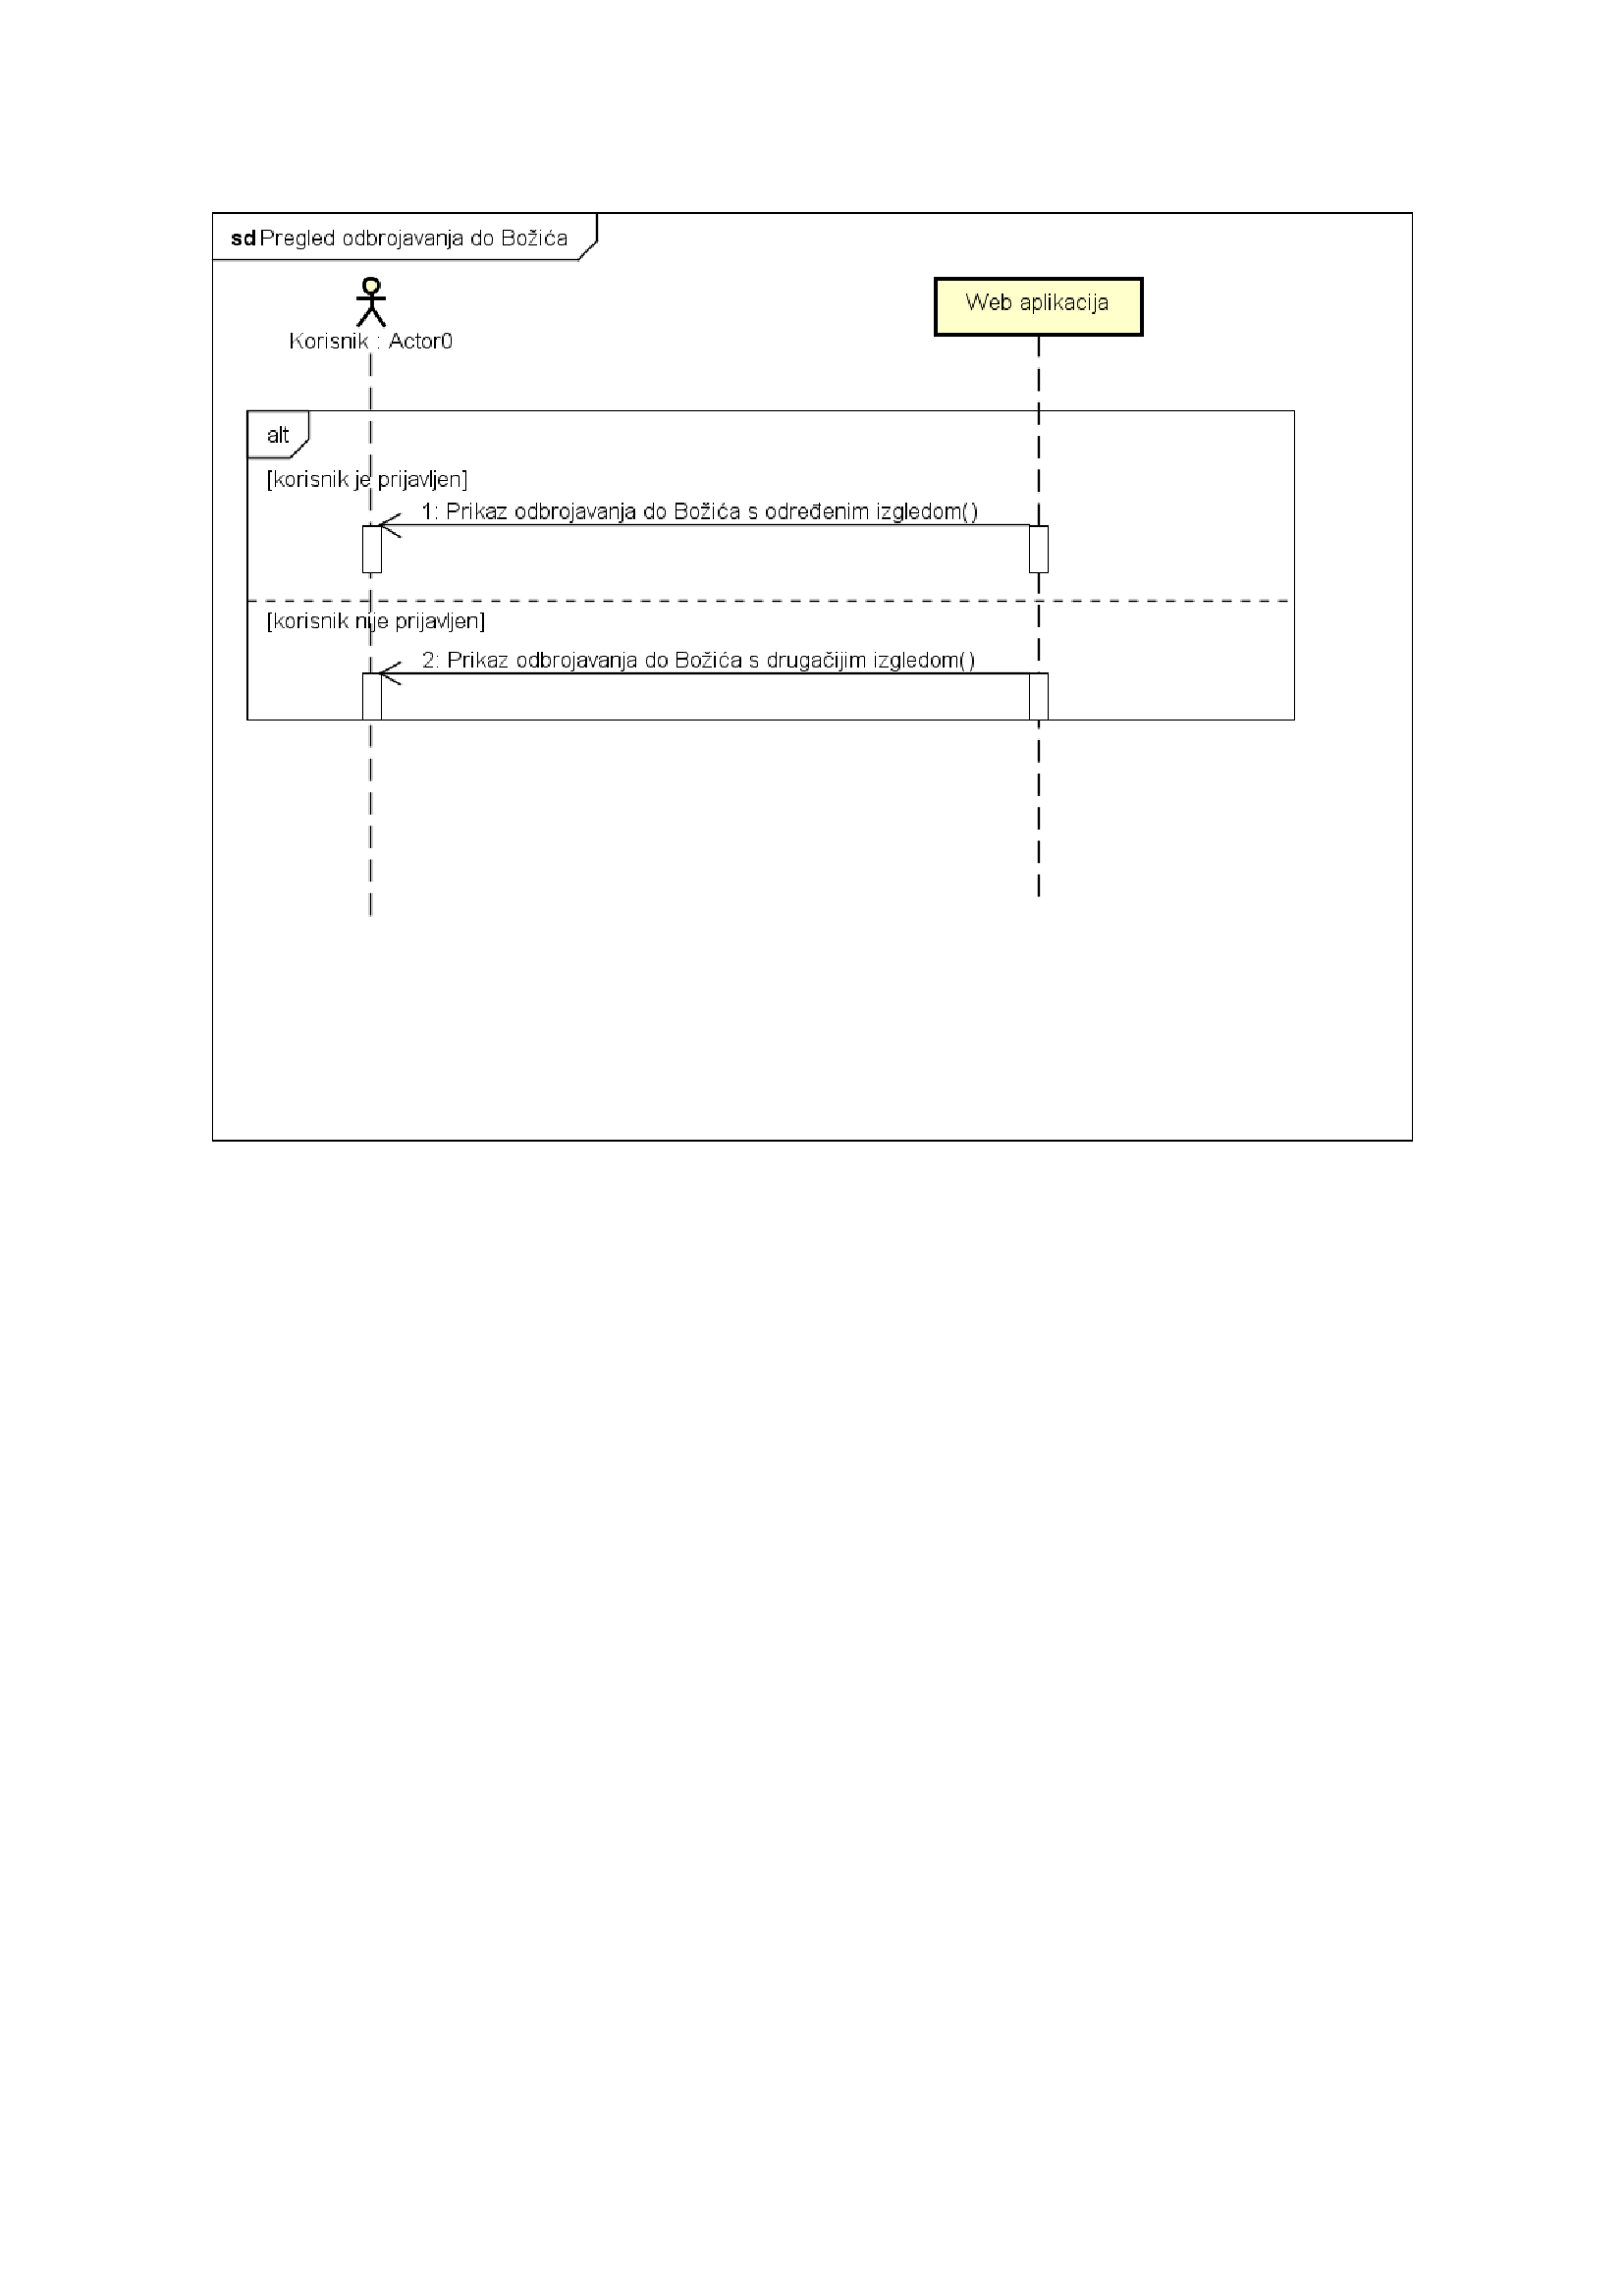 sd Pregled odbrojavanja do Božića
Korisnik : Actor0
Web aplikacija
alt
[korisnik je prijavljen]
1: Prikaz odbrojavanja do Božića s određenim izgledom()
[korisnik nije prijavljen]
2: Prikaz odbrojavanja do Božića s drugačijim izgledom()